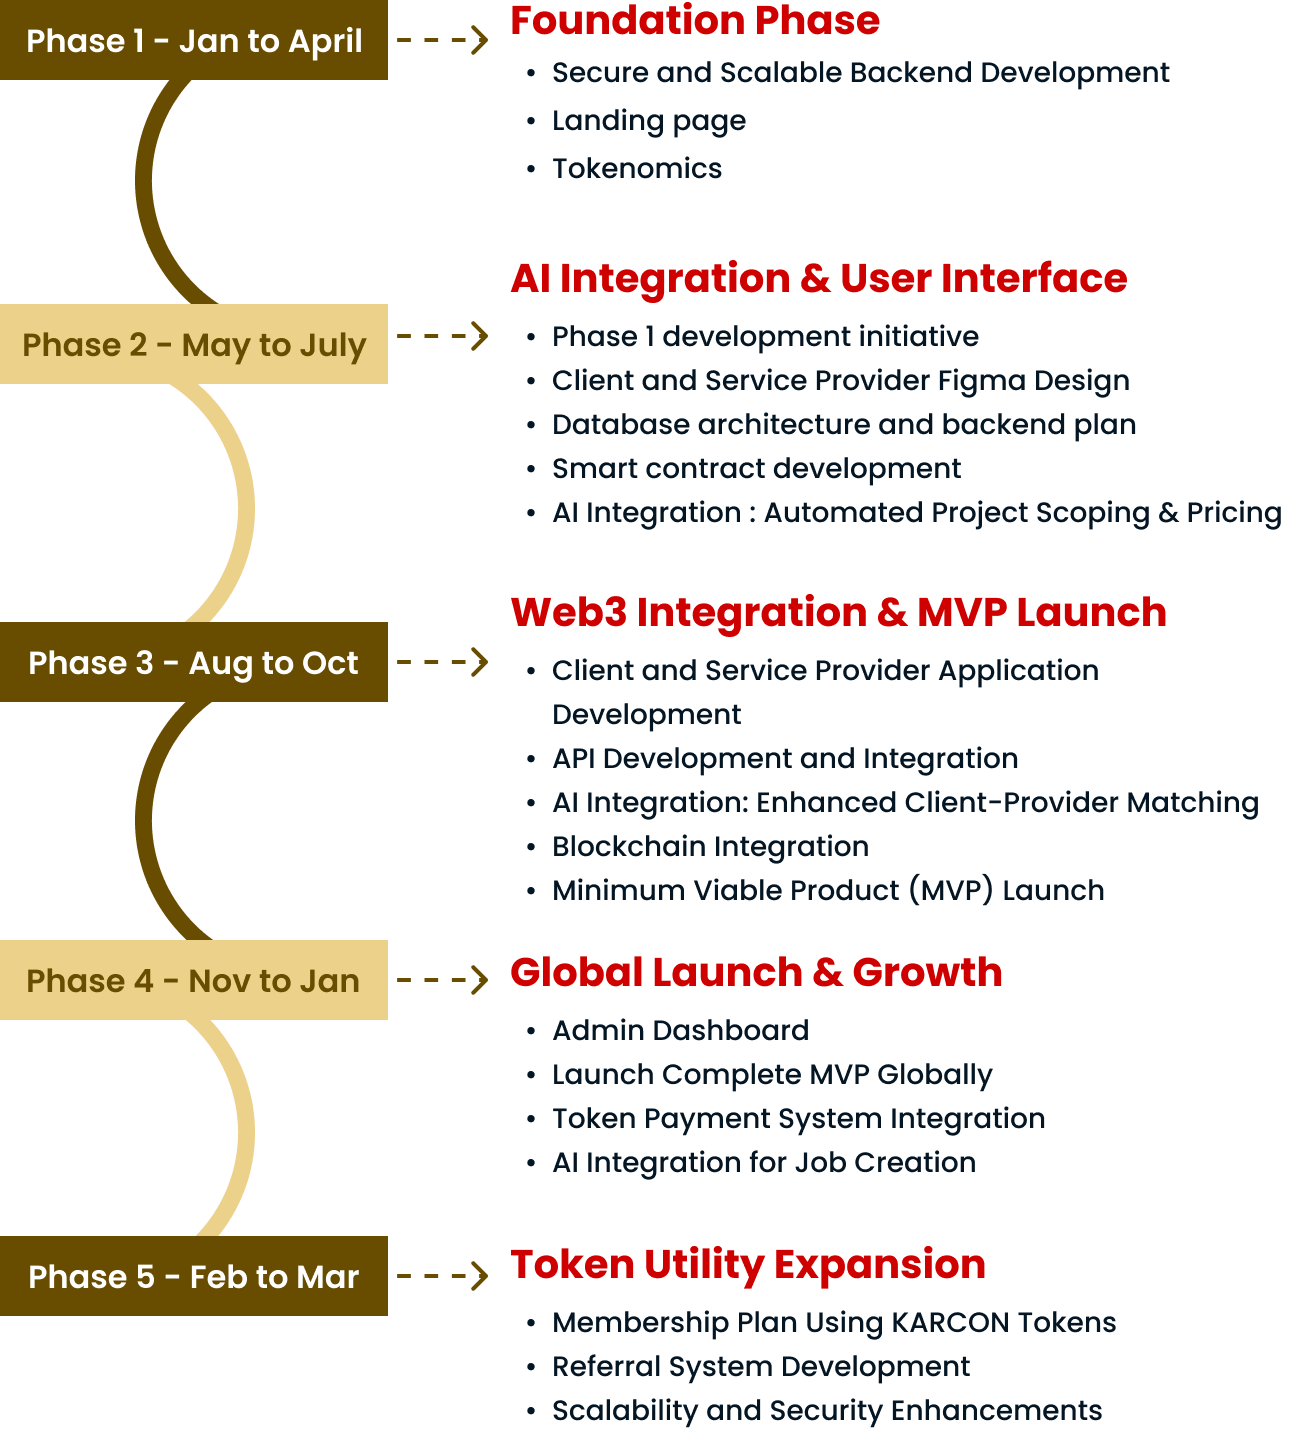 Phase 1 - Jan to April
Foundation Phase
• Secure and Scalable Backend Development
• Landing page
• Tokenomics
Phase 2 - May to July
AI Integration & User Interface
• Phase 1 development initiative
• Client and Service Provider Figma Design
• Database architecture and backend plan
• Smart contract development
• AI Integration : Automated Project Scoping & Pricing
Phase 3 - Aug to Oct
Web3 Integration & MVP Launch
• Client and Service Provider Application
Development
• API Development and Integration
• AI Integration: Enhanced Client-Provider Matching
• Blockchain Integration
• Minimum Viable Product (MVP) Launch
Phase 4 - Nov to Jan
Global Launch & Growth
• Admin Dashboard
• Launch Complete MVP Globally
• Token Payment System Integration
• AI Integration for Job Creation
Phase 5 - Feb to Mar
Token Utility Expansion
• Membership Plan Using KARCON Tokens
• Referral System Development
• Scalability and Security Enhancements